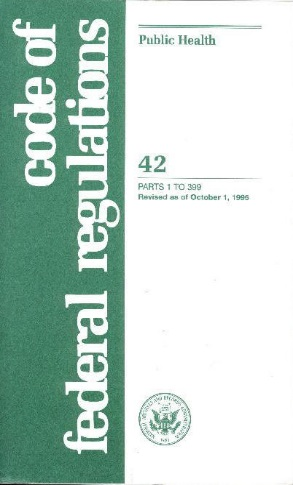 code of
federal regulations
Public Health
42
PARTS 1 TO 399
Revised as of October 1, 1996